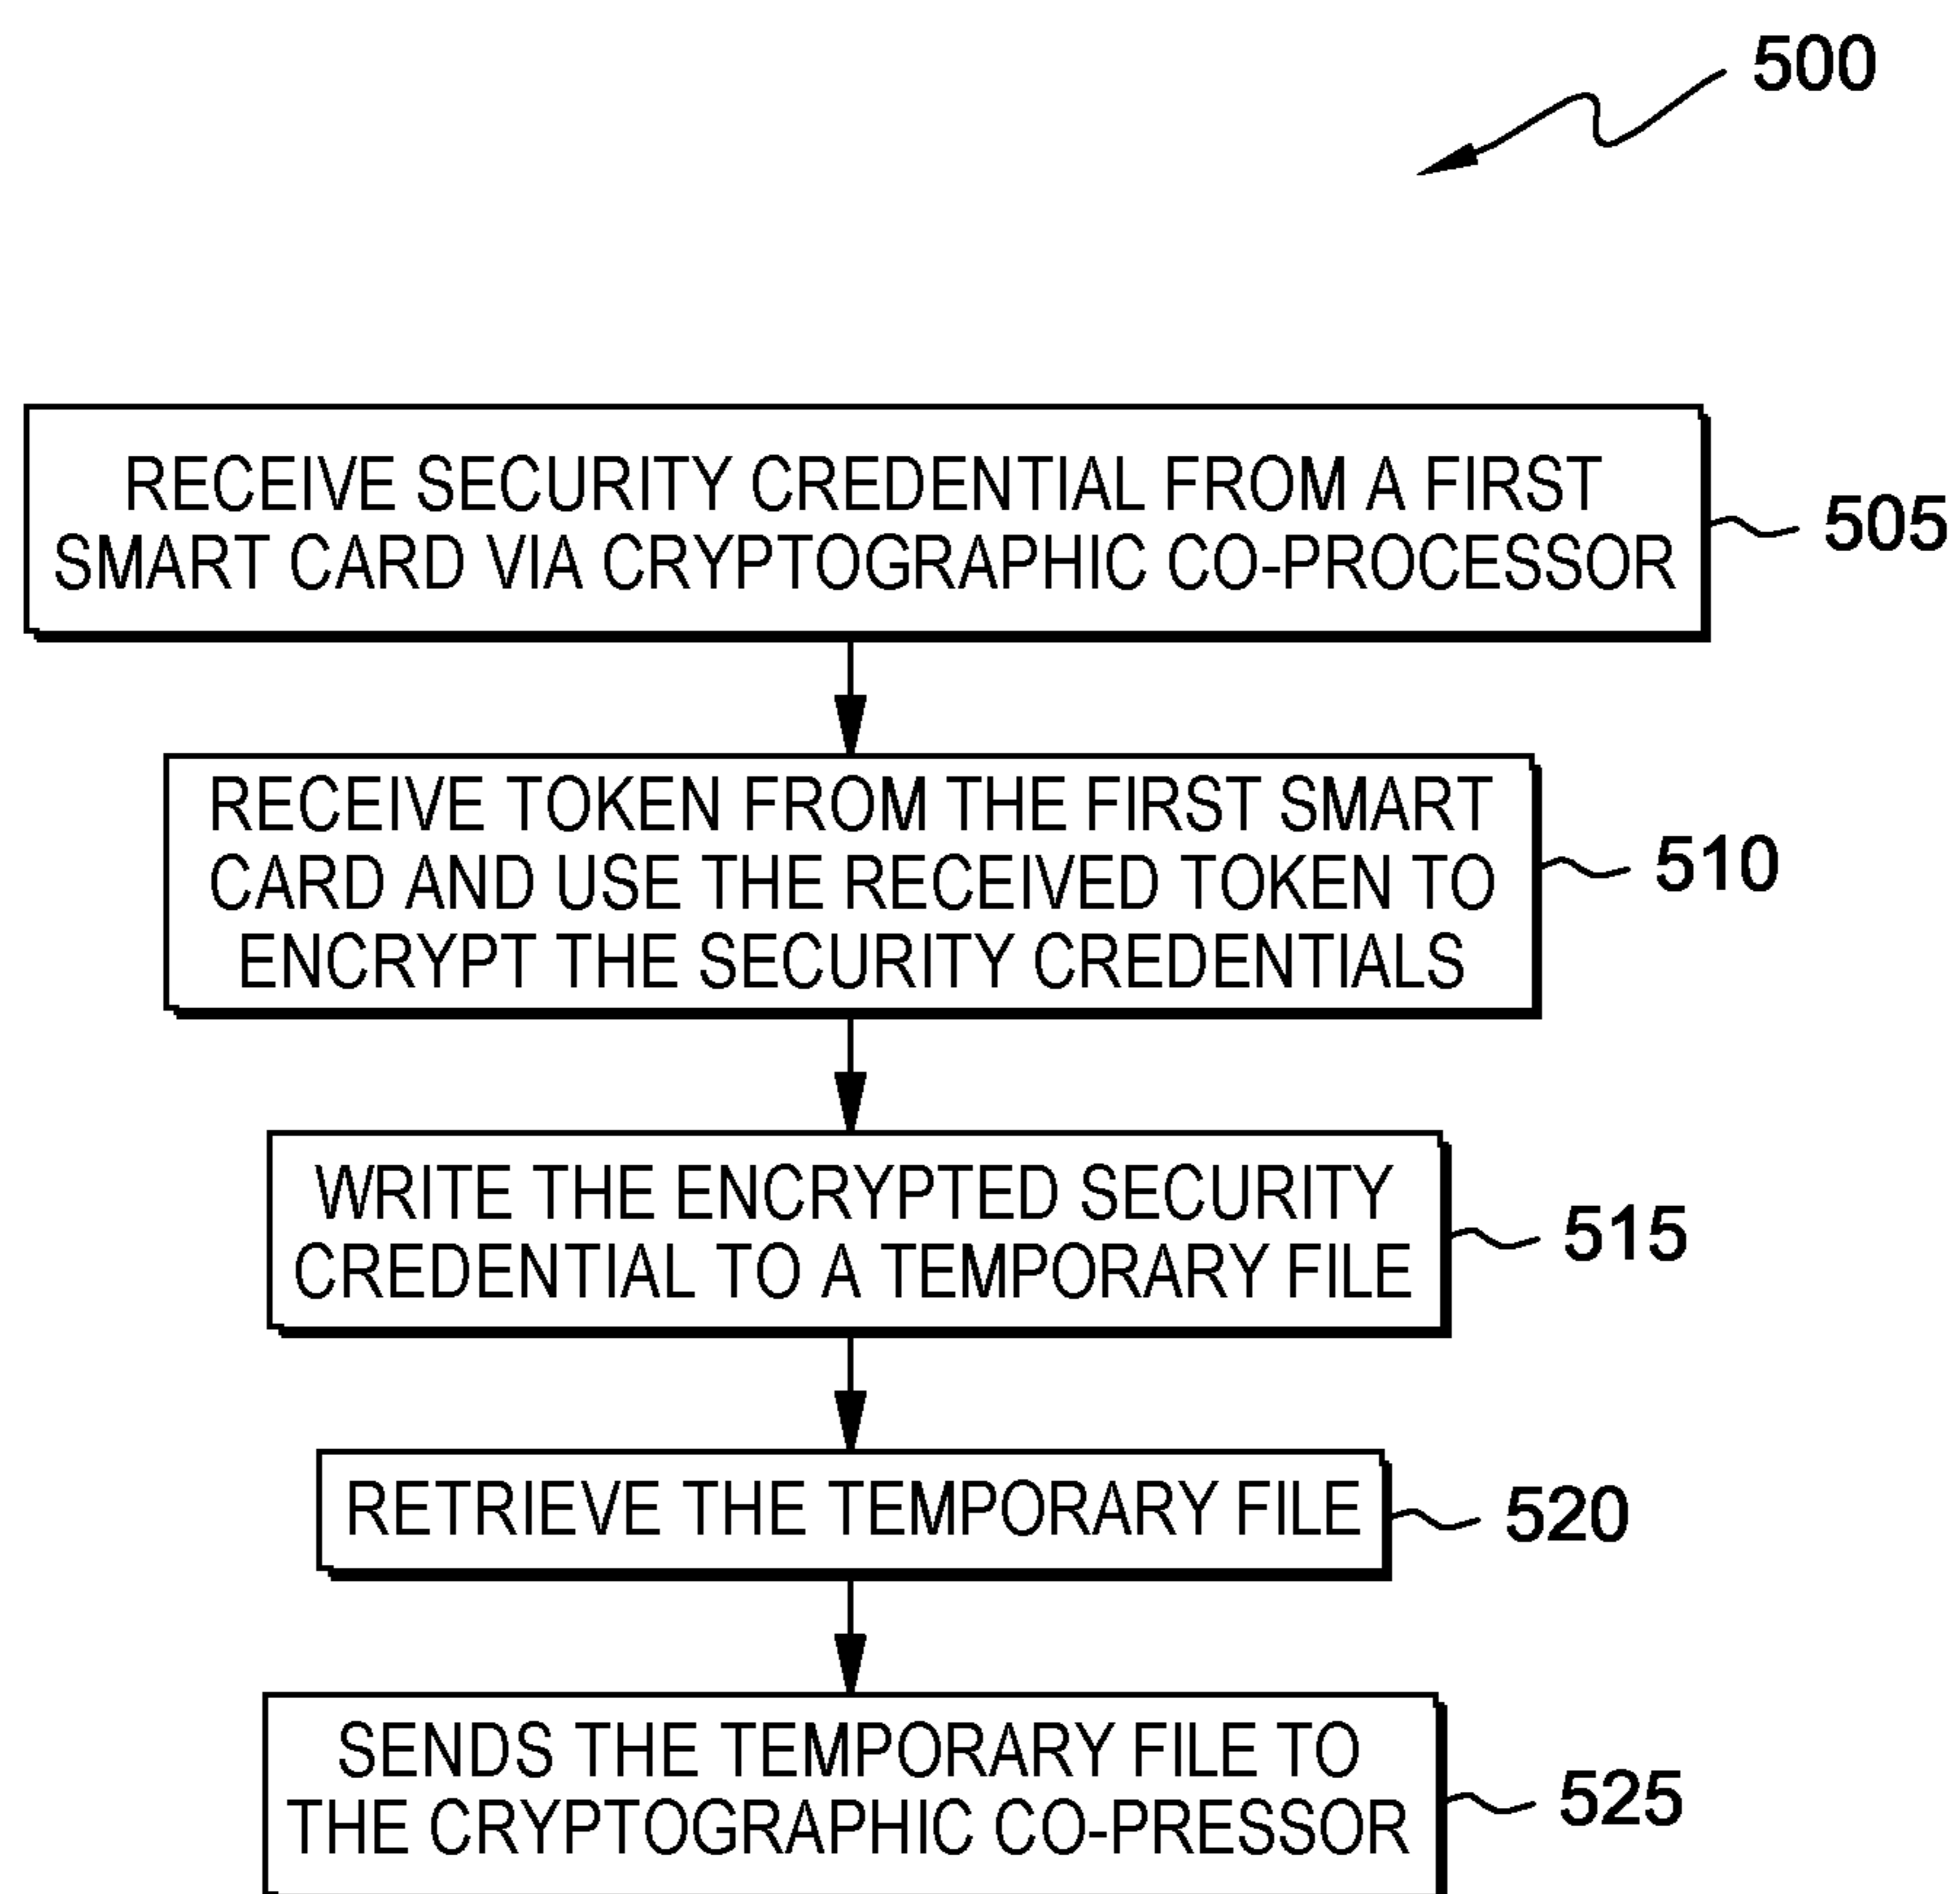 500
RECEIVE SECURITY CREDENTIAL FROM A FIRST
SMART CARD VIA CRYPTOGRAPHIC CO-PROCESSOR
505
RECEIVE TOKEN FROM THE FIRST SMART
CARD AND USE THE RECEIVED TOKEN TO
ENCRYPT THE SECURITY CREDENTIALS
510
WRITE THE ENCRYPTED SECURITY
CREDENTIAL TO A TEMPORARY FILE
515
RETRIEVE THE TEMPORARY FILE
520
SENDS THE TEMPORARY FILE TO
THE CRYPTOGRAPHIC CO-PRESSOR
525